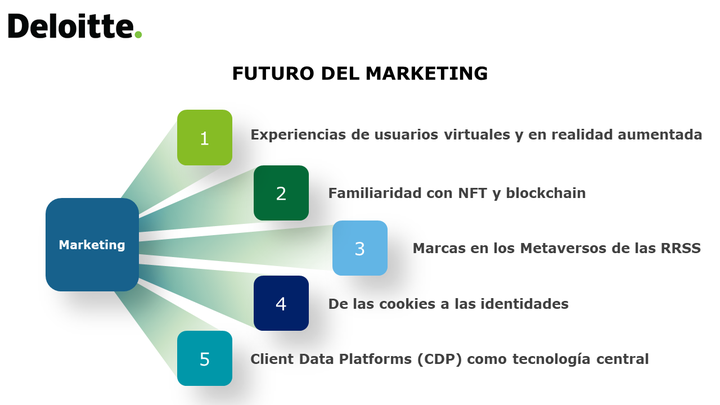 Deloitte.
FUTURO DEL MARKETING
Marketing
1
Experiencias de usuarios virtuales y en realidad aumentada
2
Familiaridad con NFT y blockchain
3
Marcas en los Metaversos de las RRSS
4
De las cookies a las identidades
5
Client Data Platforms (CDP) como tecnología central